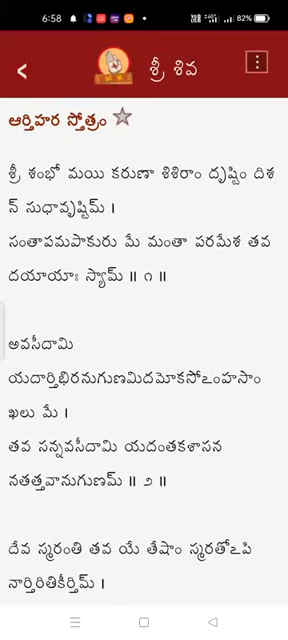 6:58
82%
శ్రీ శివ
ఆర్తిహర స్తోత్రం
శ్రీ శంభో మయి కరుణా శిశిరాం దృష్టిం దిశ
న్ సుధావృష్టిమ్ ।
సంతాపమపాకురు మే మంతా పరమేశ తవ
దయాయాః స్యామ్ ॥ ౧ ॥
అవసీదామి
యదార్తిభిరనుగుణమిదమోకసోఽంహసాం
ఖలు మే ।
తవ సన్నవసీదామి యదంతకశాసన
నతత్తవానుగుణమ్ ॥ ౨ ॥
దేవ స్మరంతి తవ యే తేషాం స్మరతోఽపి
నార్తిరితికీర్తిమ్ ।